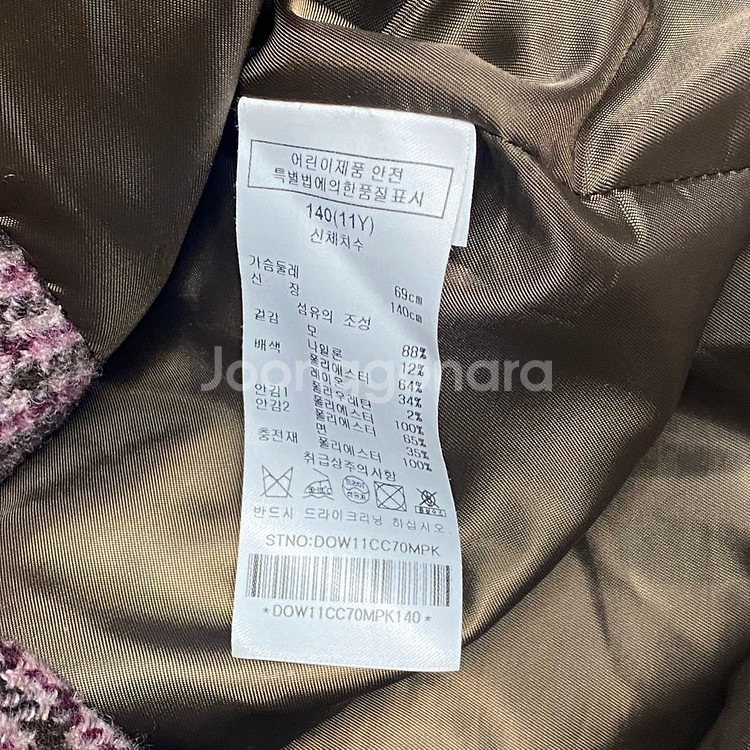 어린이제품 안전
특별법에의한품질표시
140(11Y)
신체치수
가슴둘레 69cm
신 장 140cm
섬유의 조성
겉감 모 88%
나일론 12%
배색 폴리에스터 64%
레이온 34%
폴리우레탄 2%
안감1 폴리에스터 100%
안감2 폴리에스터 65%
면 35%
충전재 폴리에스터 100%
취급상주의사항
드라이
반드시 드라이크리닝 하십시오
STNO:DOW11CC70MPK
*DOW11CC70MPK140*
Joonggonara